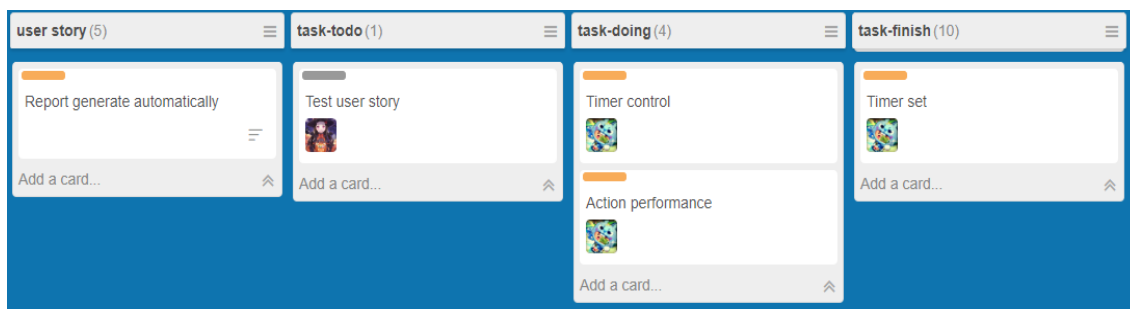 user story (5)
task-todo (1)
task-doing (4)
task-finish (10)
Report generate automatically
Add a card...
Test user story
Add a card...
Timer control
Action performance
Add a card...
Timer set
Add a card...